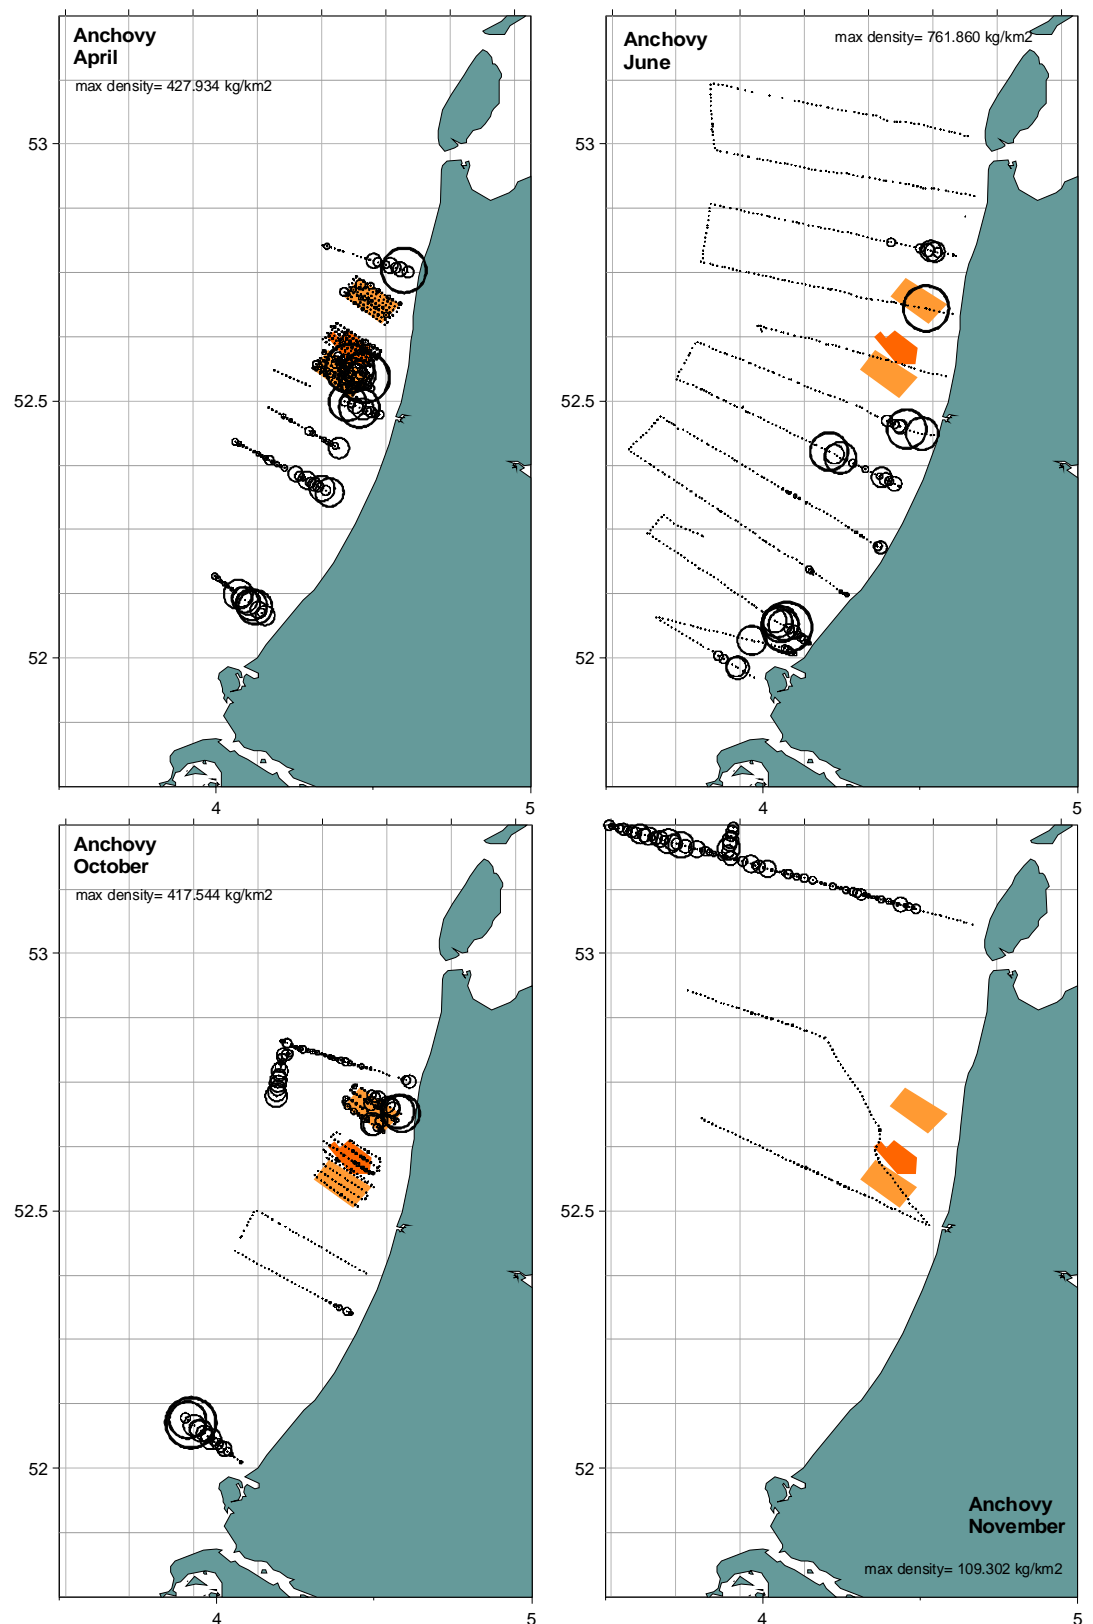 Anchovy
April
max density= 427.934 kg/km2
53
52.5
52
4
5
Anchovy
June
max density= 761.860 kg/km2
53
52.5
52
4
5
Anchovy
October
max density= 417.544 kg/km2
53
52.5
52
4
5
53
52.5
52
Anchovy
November
max density= 109.302 kg/km2
4
5